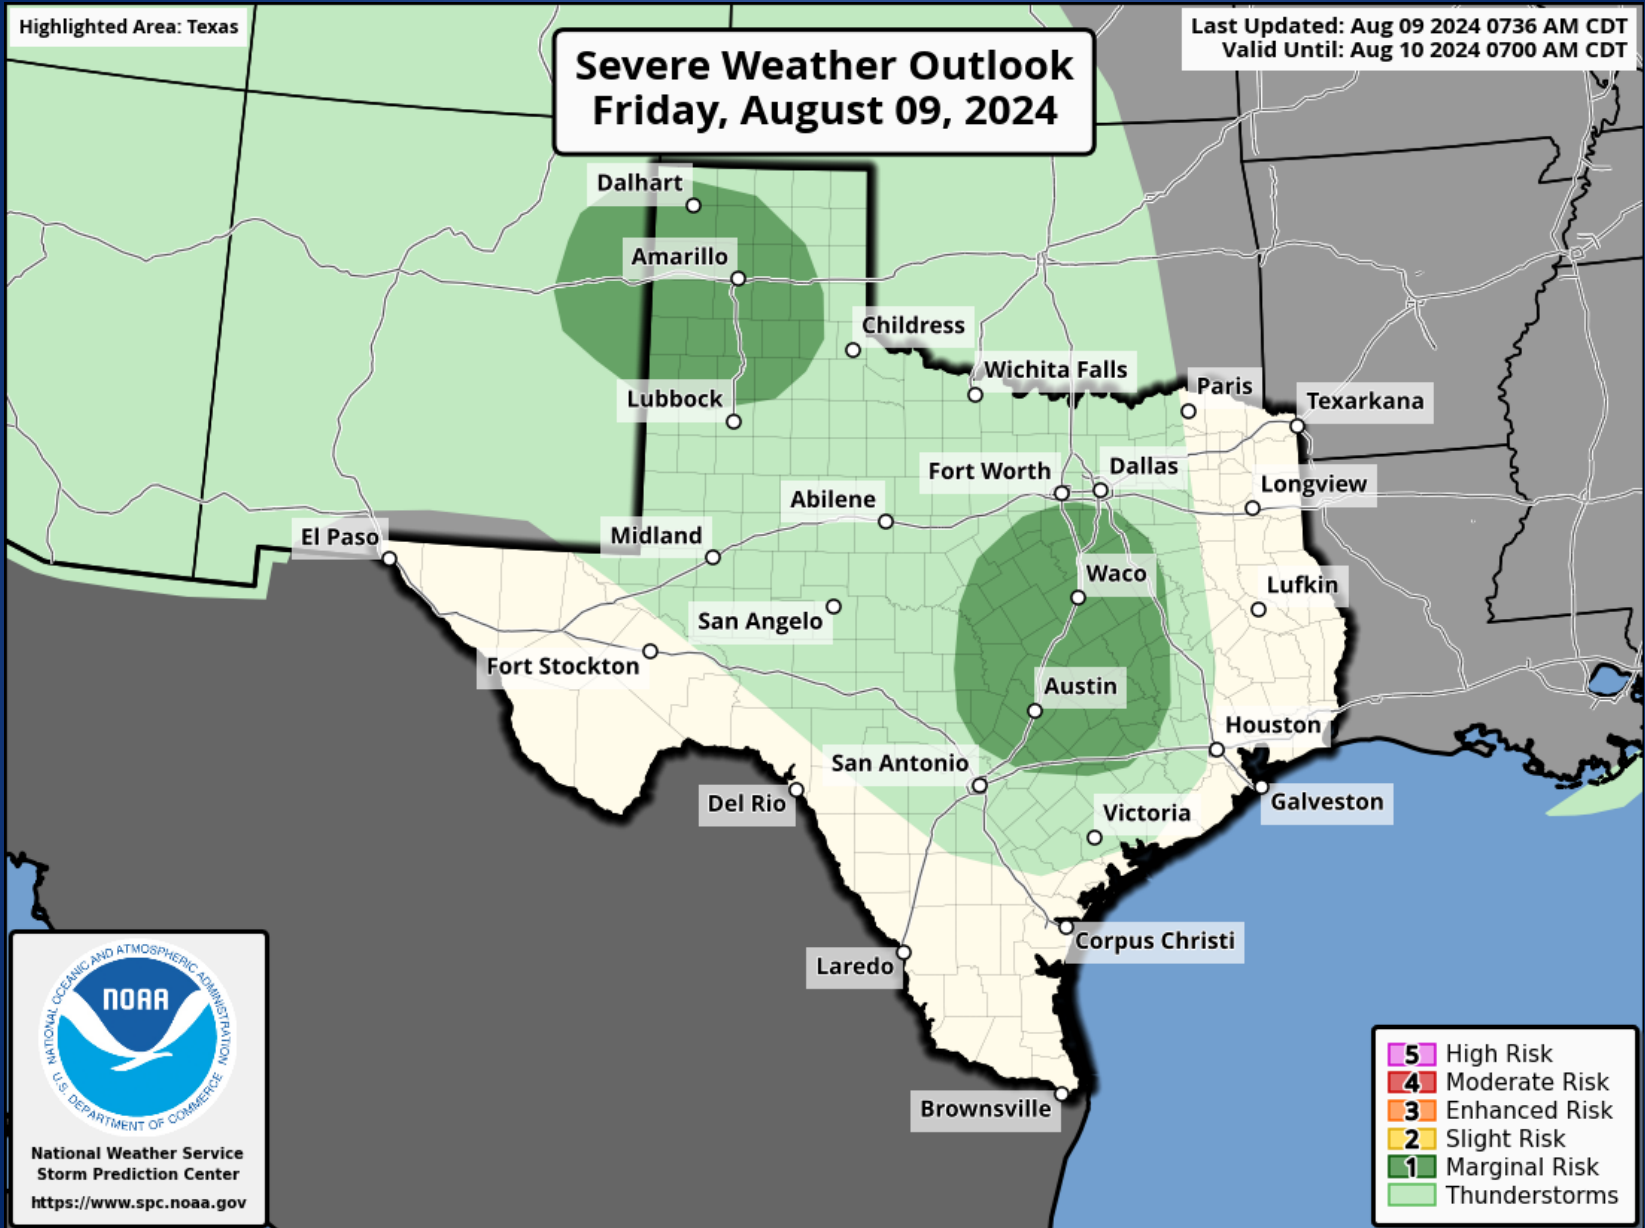 Highlighted Area: Texas
Severe Weather Outlook
Friday, August 09, 2024
Last Updated: Aug 09 2024 0736 AM CDT
Valid Until: Aug 10 2024 0700 AM CDT
Dalhart
Amarillo
Childress
Wichita Falls
Paris
Lubbock
Texarkana
Fort Worth
Dallas
Longview
Abilene
El Paso
Midland
Waco
Lufkin
San Angelo
Fort Stockton
Austin
Houston
San Antonio
Del Rio
Galveston
Victoria
Corpus Christi
Laredo
Brownsville
NATIONAL OCEANIC AND ATMOSPHERIC ADMINISTRATION
NOAA
U.S. DEPARTMENT OF COMMERCE
National Weather Service
Storm Prediction Center
https://www.spc.noaa.gov
5 High Risk
4 Moderate Risk
3 Enhanced Risk
2 Slight Risk
1 Marginal Risk
Thunderstorms